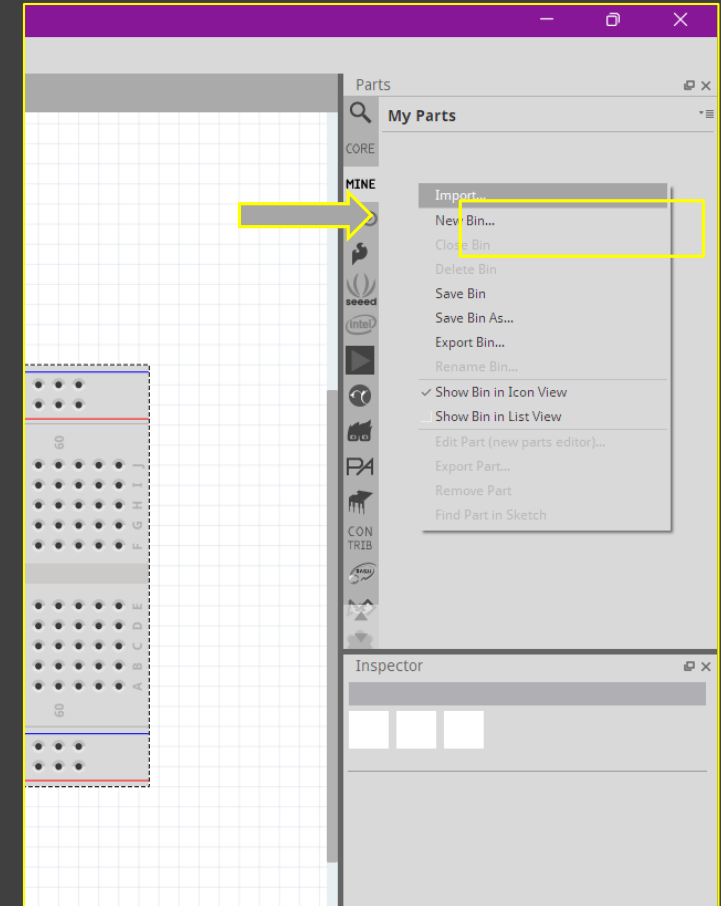 Parts
My Parts
CORE
MINE
Import...
New Bin...
Close Bin
Delete Bin
seeed
Save Bin
Save Bin As...
intel
Export Bin...
Rename Bin...
Show Bin in Icon View
Show Bin in List View
60
Edit Part (new parts editor)...
PA
Export Part...
J
Remove Part
I
H
Find Part in Sketch
G
CON
TRIB
F
E
D
C
B
A
Inspector
60